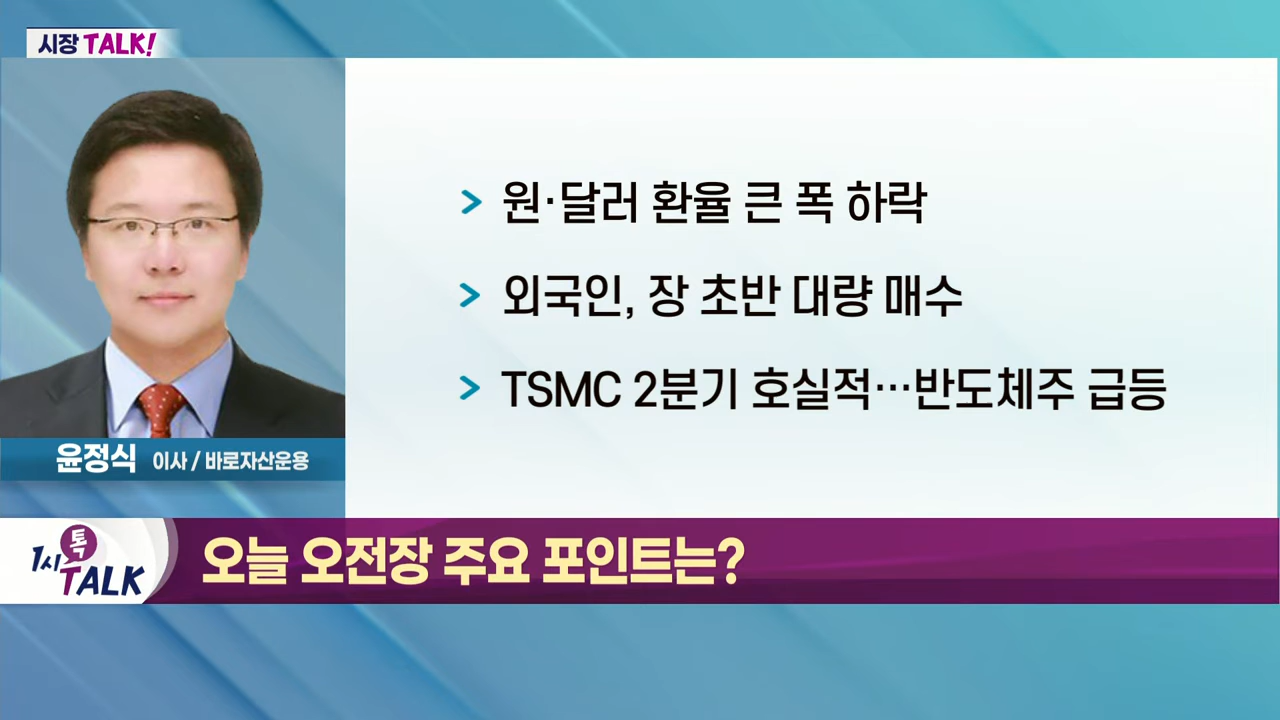 시장 TALK!
> 원·달러 환율 큰 폭 하락
> 외국인, 장 초반 대량 매수
> TSMC 2분기 호실적…반도체주 급등
윤정식 이사 / 바로자산운용
1시 톡 TALK
오늘 오전장 주요 포인트는?